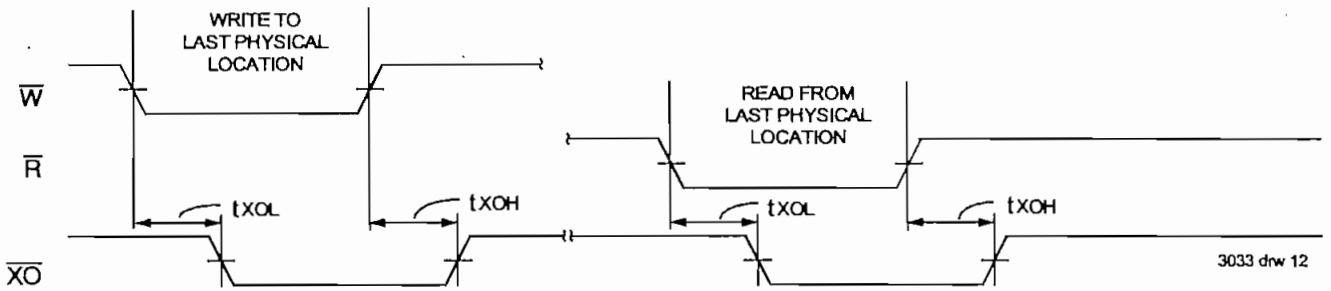 WRITE TO
LAST PHYSICAL
LOCATION
W
READ FROM
LAST PHYSICAL
LOCATION
R
tXOL
tXOH
tXOL
tXOH
XO
3033 drw 12